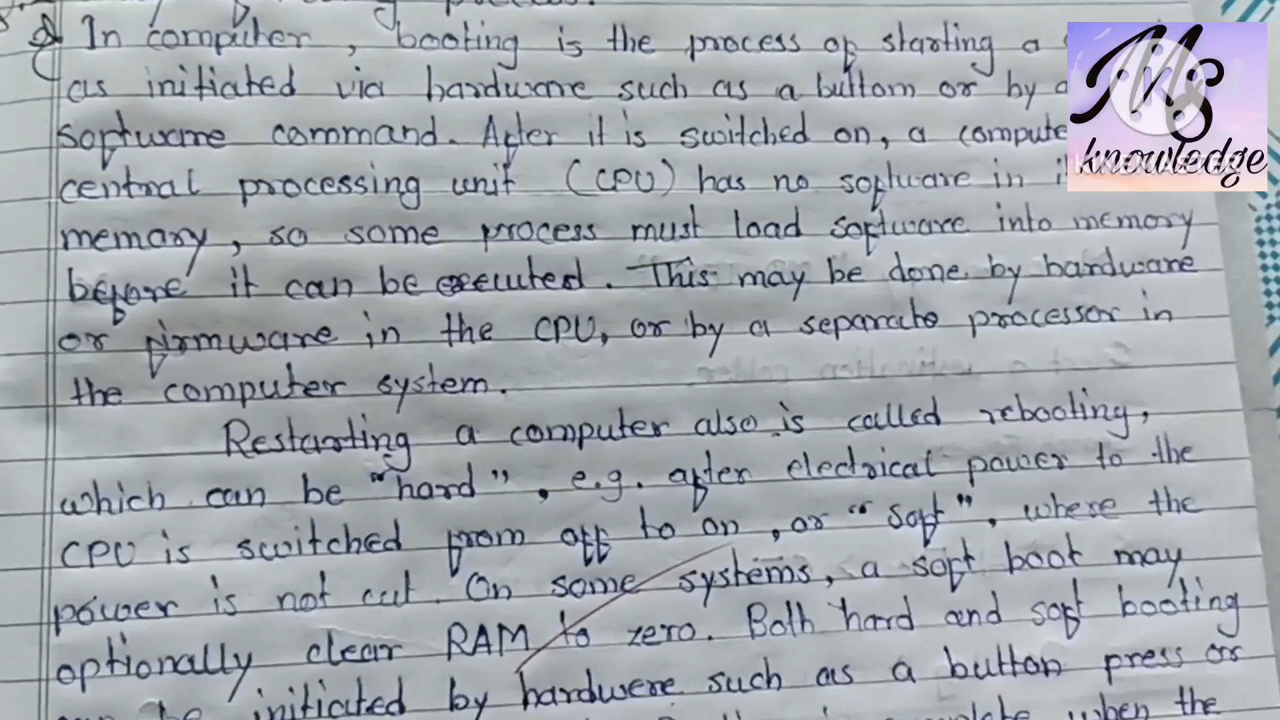 In computer, booting is the process of starting a
as initiated via hardware such as a buttom or by a
software command. After it is switched on, a compute
central processing unit (CPU) has no software in
memary, so some process must load software into memory
before it can be executed. This may be done by hardware
or firmware in the CPU, or by a separate processor in
the computer system.
Restarting a computer also is called rebooting,
which can be "hard", e.g. after electrical power to the
CPU is switched from off to on, or "soft", where the
power is not cut. On some systems, a soft boot may
optionally clear RAM to zero. Both hard and soft booting
initiated by hardwere such as a button press or
when the
MS
knowledge